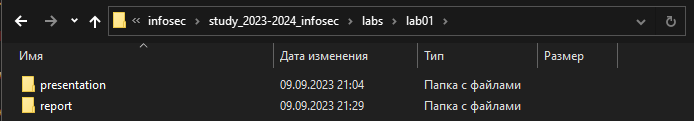 infosec > study_2023-2024_infosec > labs > lab01 >
Имя Дата изменения Тип Размер
presentation 09.09.2023 21:04 Папка с файлами
report 09.09.2023 21:29 Папка с файлами